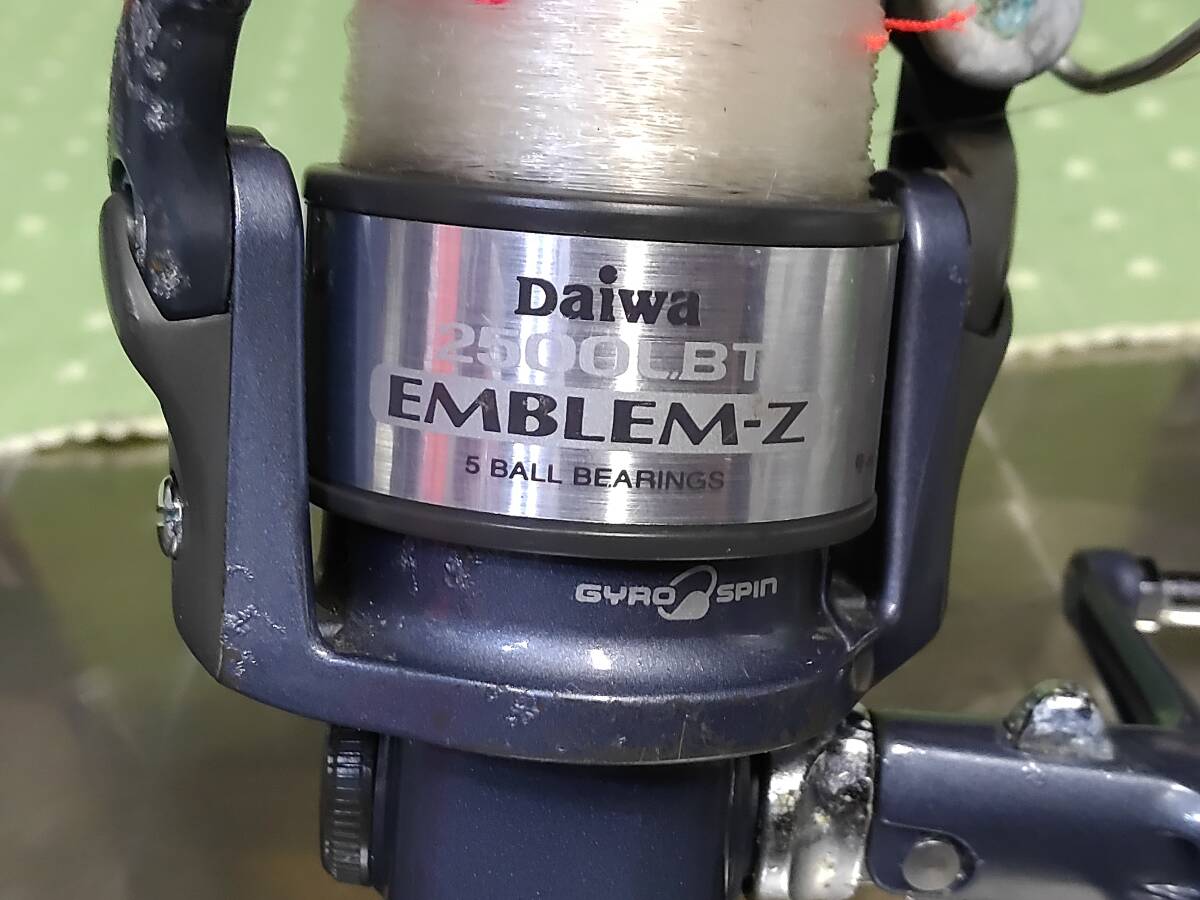 Daiwa
2500LBT
EMBLEM-Z
5 BALL BEARINGS
GYRO SPIN